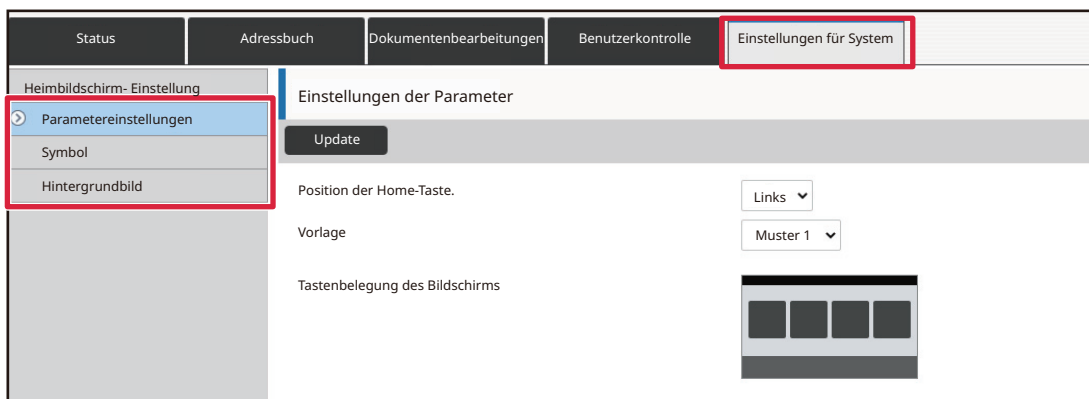 Status
Adressbuch
Dokumentenbearbeitungen
Benutzerkontrolle
Einstellungen für System
Heimbildschirm- Einstellung
Parametereinstellungen
Symbol
Hintergrundbild
Einstellungen der Parameter
Update
Position der Home-Taste.
Links
Vorlage
Muster 1
Tastenbelegung des Bildschirms